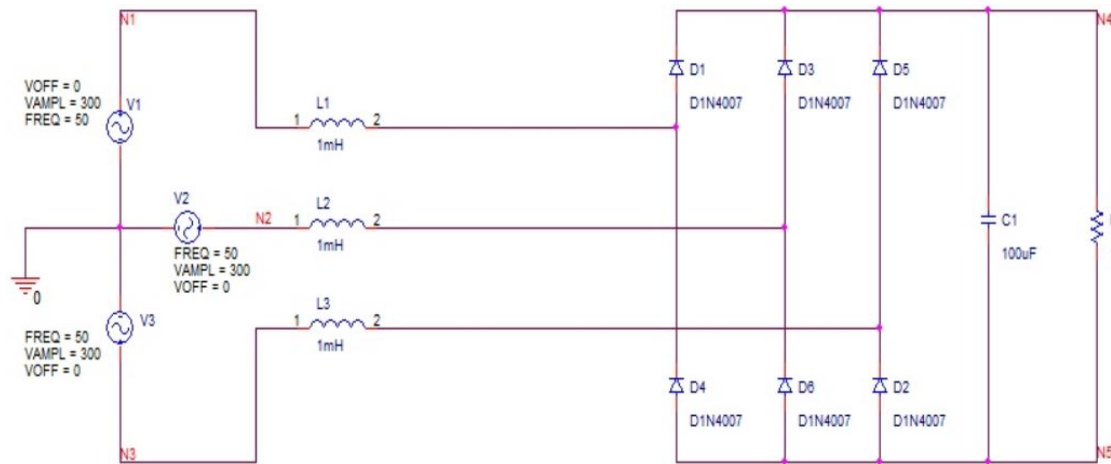 N1
N4
VOFF = 0
VAMPL = 300
FREQ = 50
V1
L1
1 2
1mH
D1
D1N4007
D3
D1N4007
D5
D1N4007
V2
N2
L2
1 2
1mH
FREQ = 50
VAMPL = 300
VOFF = 0
C1
100uF
0
V3
FREQ = 50
VAMPL = 300
VOFF = 0
L3
1 2
1mH
D4
D1N4007
D6
D1N4007
D2
D1N4007
N3
N5